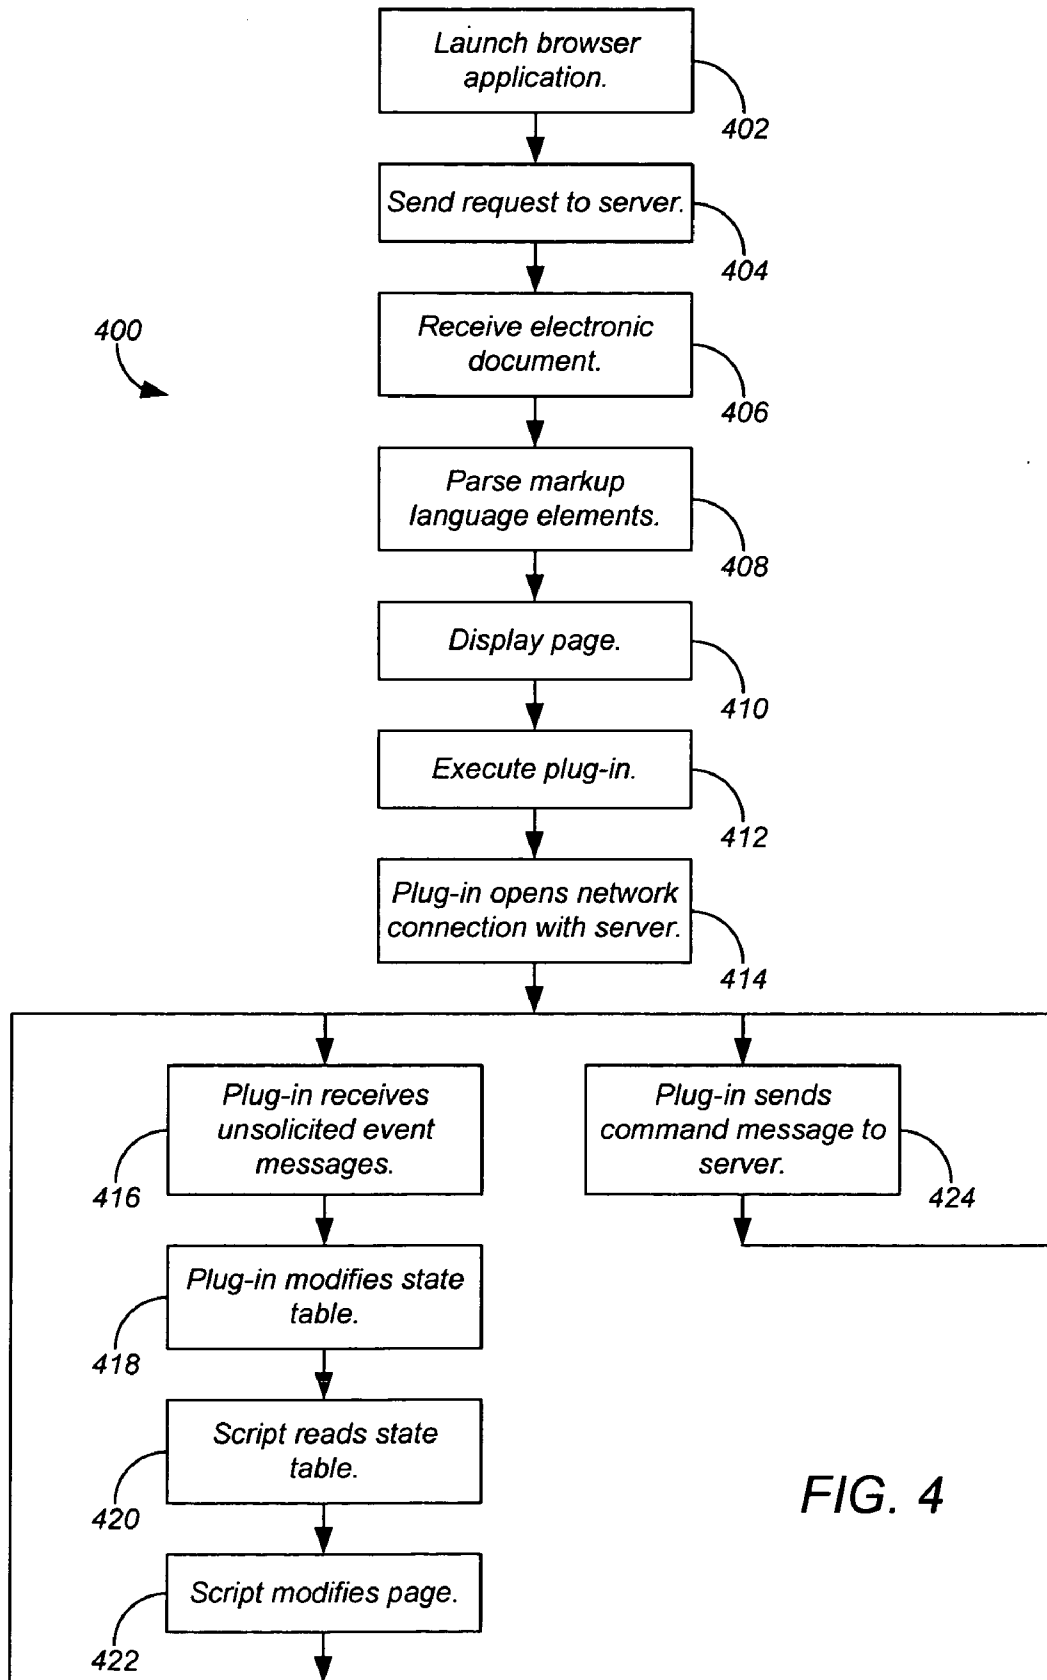 Launch browser
application.
402
Send request to server.
404
400
Receive electronic
document.
406
Parse markup
language elements.
408
Display page.
410
Execute plug-in.
412
Plug-in opens network
connection with server.
414
Plug-in receives
unsolicited event
messages.
416
Plug-in sends
command message to
server.
424
Plug-in modifies state
table.
418
Script reads state
table.
420
FIG. 4
Script modifies page.
422